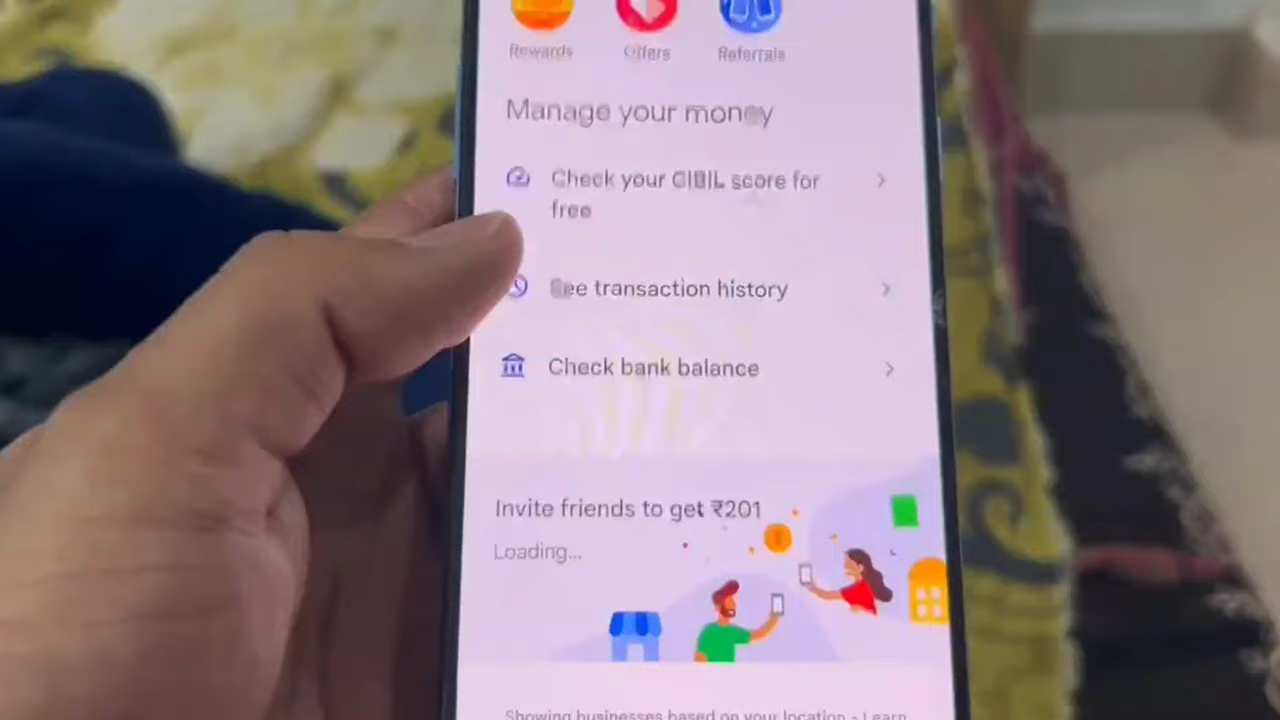 Rewards Offers Referrals
Manage your money
Check your CIBIL score for
free
See transaction history
Check bank balance
Invite friends to get ₹201
Loading...
Showing businesses based on your location - Learn